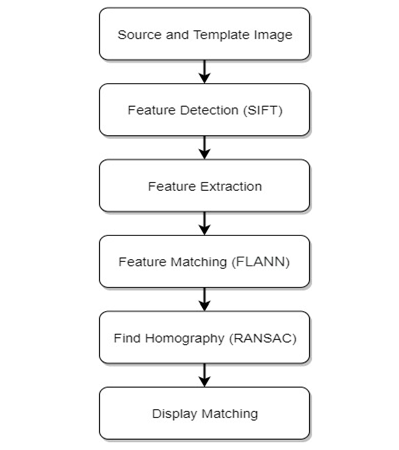 Source and Template Image
Feature Detection (SIFT)
Feature Extraction
Feature Matching (FLANN)
Find Homography (RANSAC)
Display Matching